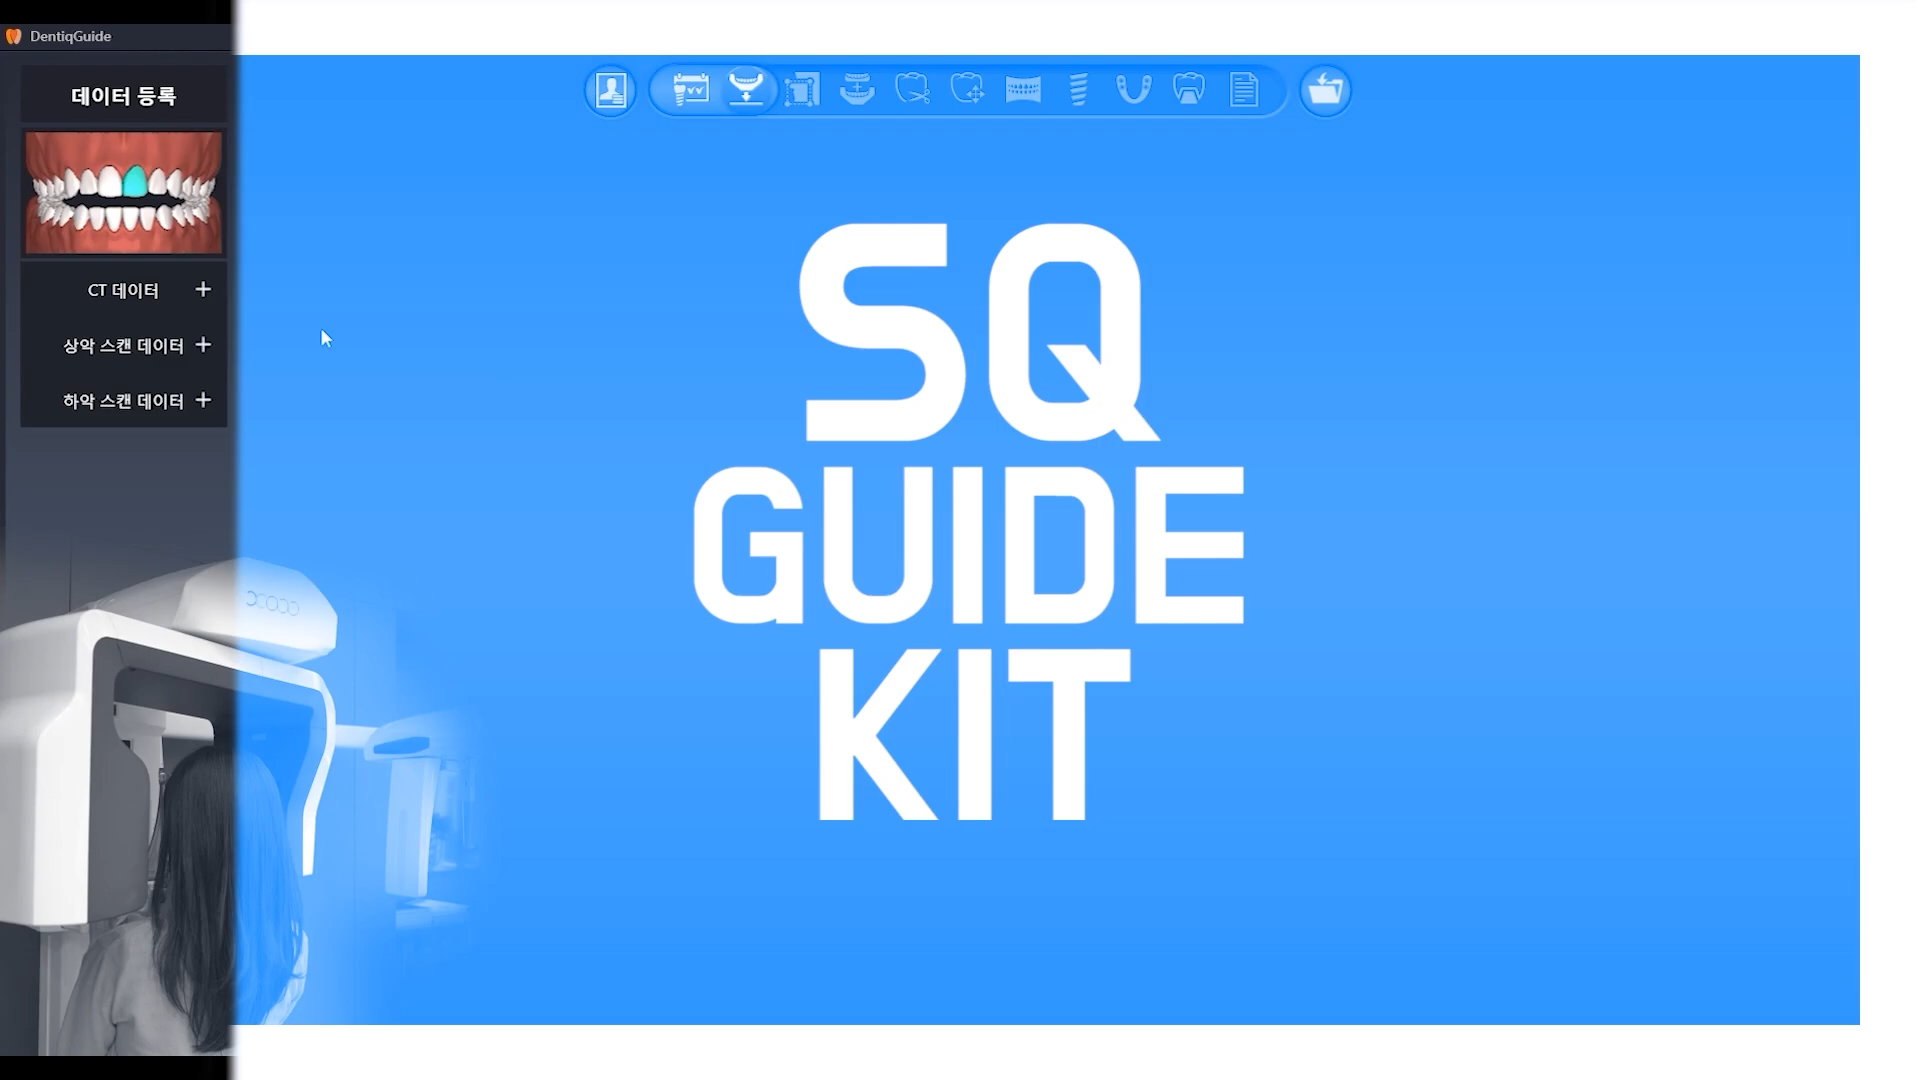 DentiqGuide
데이터 등록
CT 데이터 +
상악 스캔 데이터 +
하악 스캔 데이터 +
SQ
GUIDE
KIT